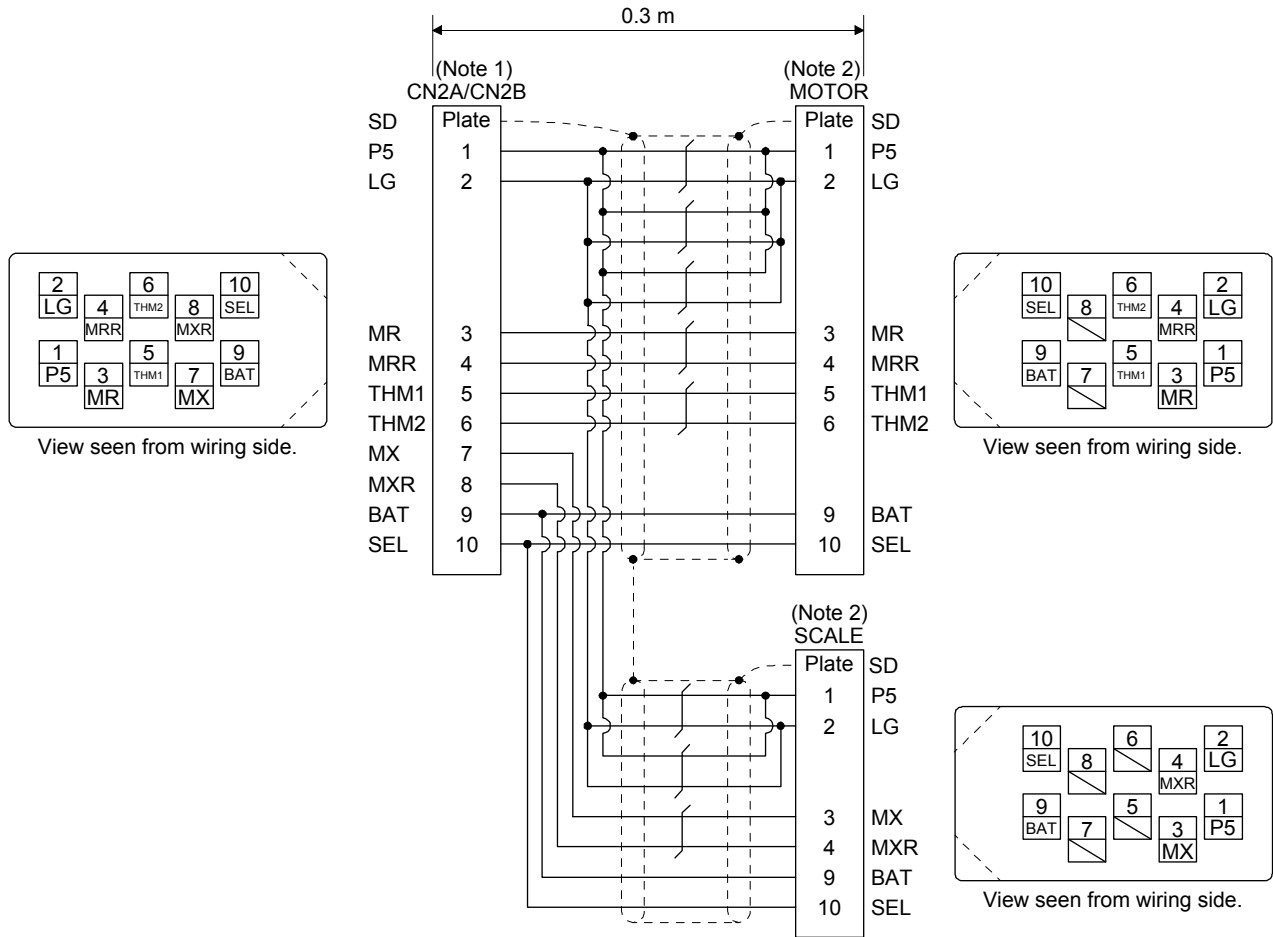 0.3 m
(Note 1)
CN2A/CN2B
(Note 2)
MOTOR
SD Plate Plate SD
P5 1 1 P5
LG 2 2 LG
MR 3 3 MR
MRR 4 4 MRR
THM1 5 5 THM1
THM2 6 6 THM2
MX 7
MXR 8
BAT 9 9 BAT
SEL 10 10 SEL
2 6 10
LG 4 THM2 8 SEL
MRR MXR
1 5 9
P5 3 THM1 7 BAT
MR MX
View seen from wiring side.
10 6 2
SEL 8 THM2 4 LG
MRR
9 5 1
BAT 7 THM1 3 P5
MR
View seen from wiring side.
(Note 2)
SCALE
Plate SD
1 P5
2 LG
3 MX
4 MXR
9 BAT
10 SEL
10 6 2
SEL 8 4 LG
MXR
9 5 1
BAT 7 3 P5
MX
View seen from wiring side.